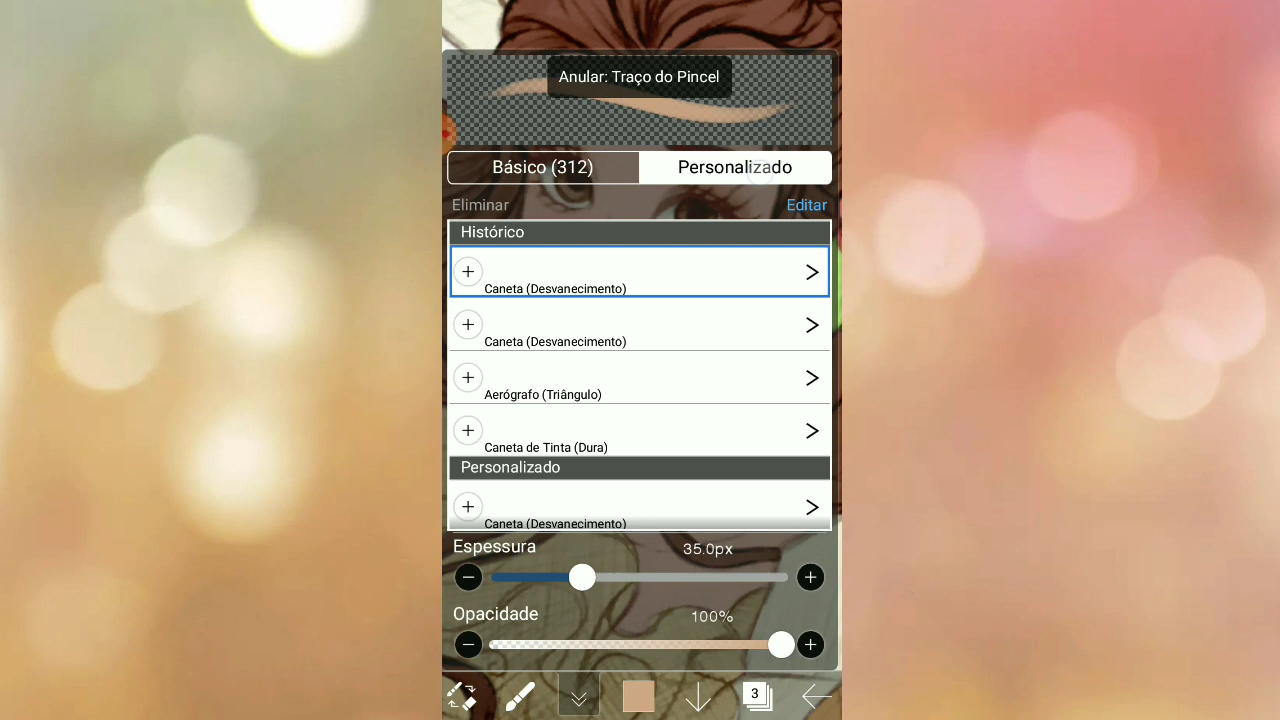 Anular: Traço do Pincel
Básico (312)
Personalizado
Eliminar
Editar
Histórico
Caneta (Desvanecimento)
Caneta (Desvanecimento)
Aerógrafo (Triângulo)
Caneta de Tinta (Dura)
Personalizado
Caneta (Desvanecimento)
Espessura
35.0px
Opacidade
100%
3